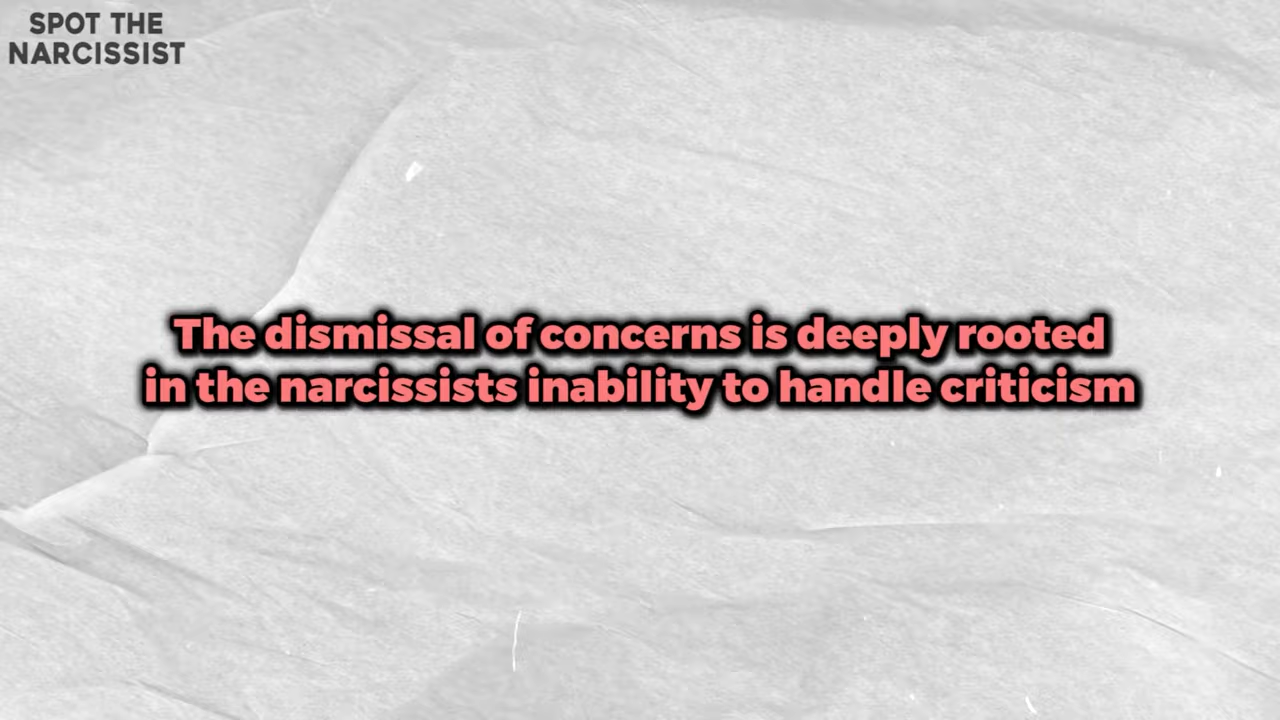 SPOT THE
NARCISSIST
The dismissal of concerns is deeply rooted
in the narcissists inability to handle criticism